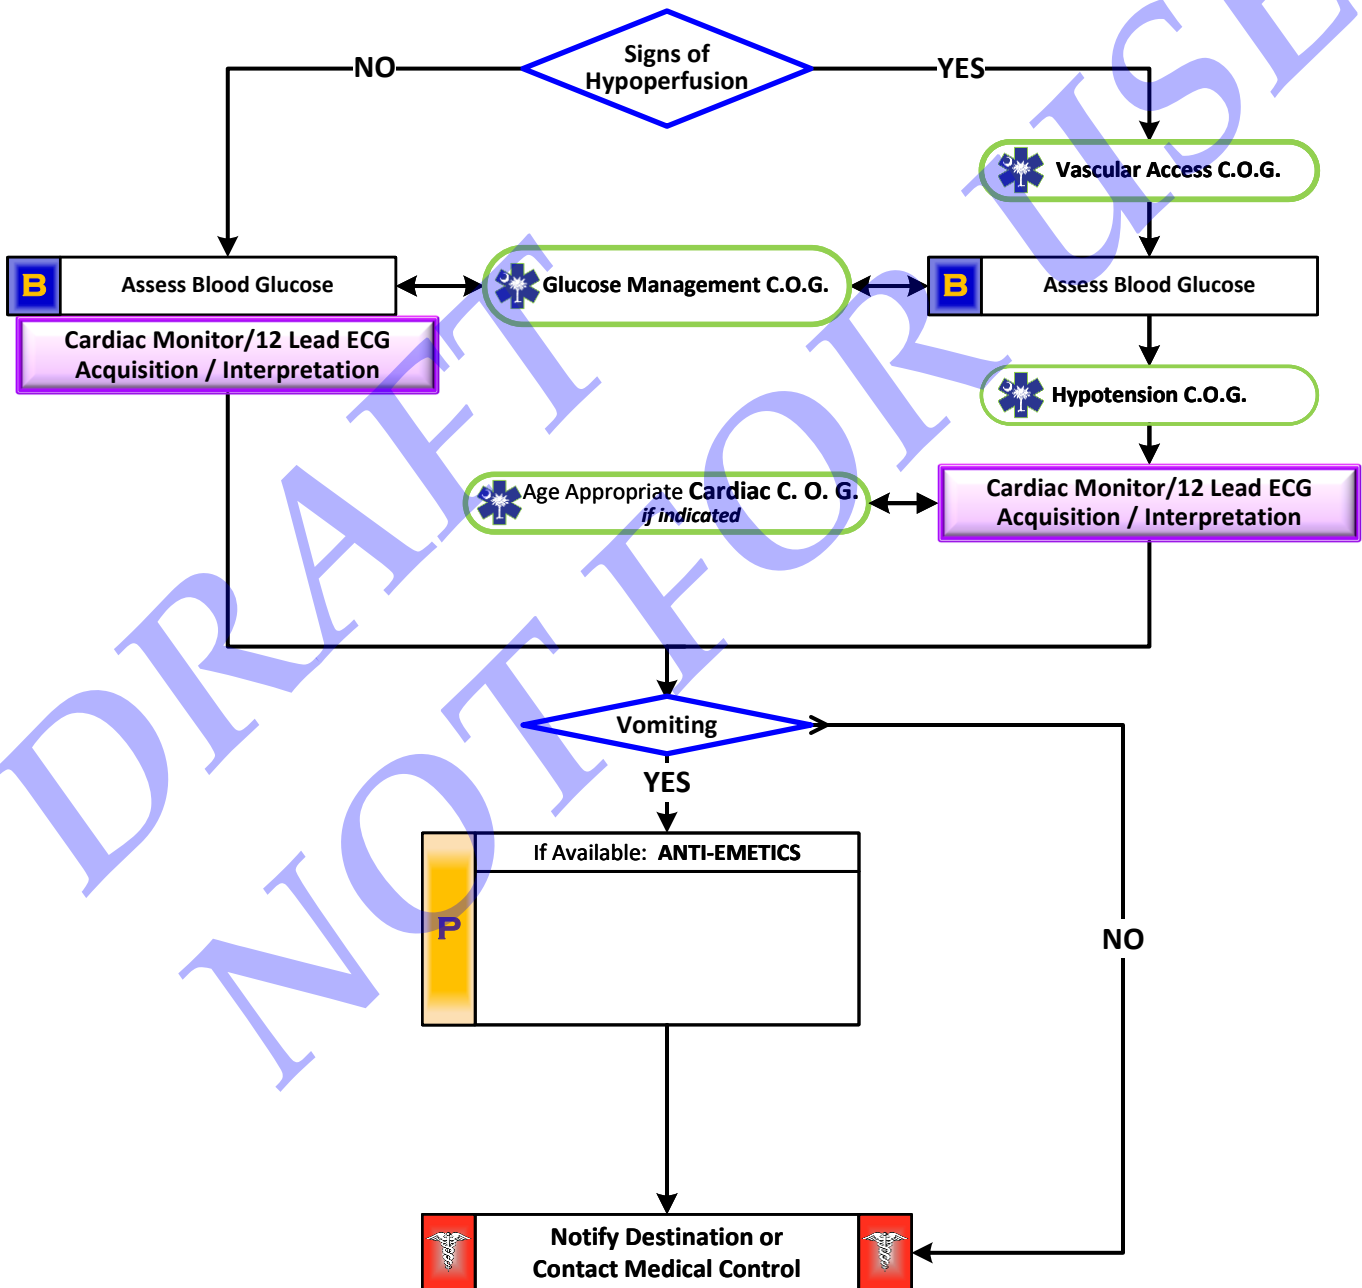 Signs of
Hypoperfusion
NO
YES
Vascular Access C.O.G.
B
Assess Blood Glucose
Glucose Management C.O.G.
B
Assess Blood Glucose
Cardiac Monitor/12 Lead ECG
Acquisition / Interpretation
Hypotension C.O.G.
Age Appropriate Cardiac C. O. G.
if indicated
Cardiac Monitor/12 Lead ECG
Acquisition / Interpretation
Vomiting
YES
If Available: ANTI-EMETICS
P
NO
Notify Destination or
Contact Medical Control
DRAFT
NOT FOR USE